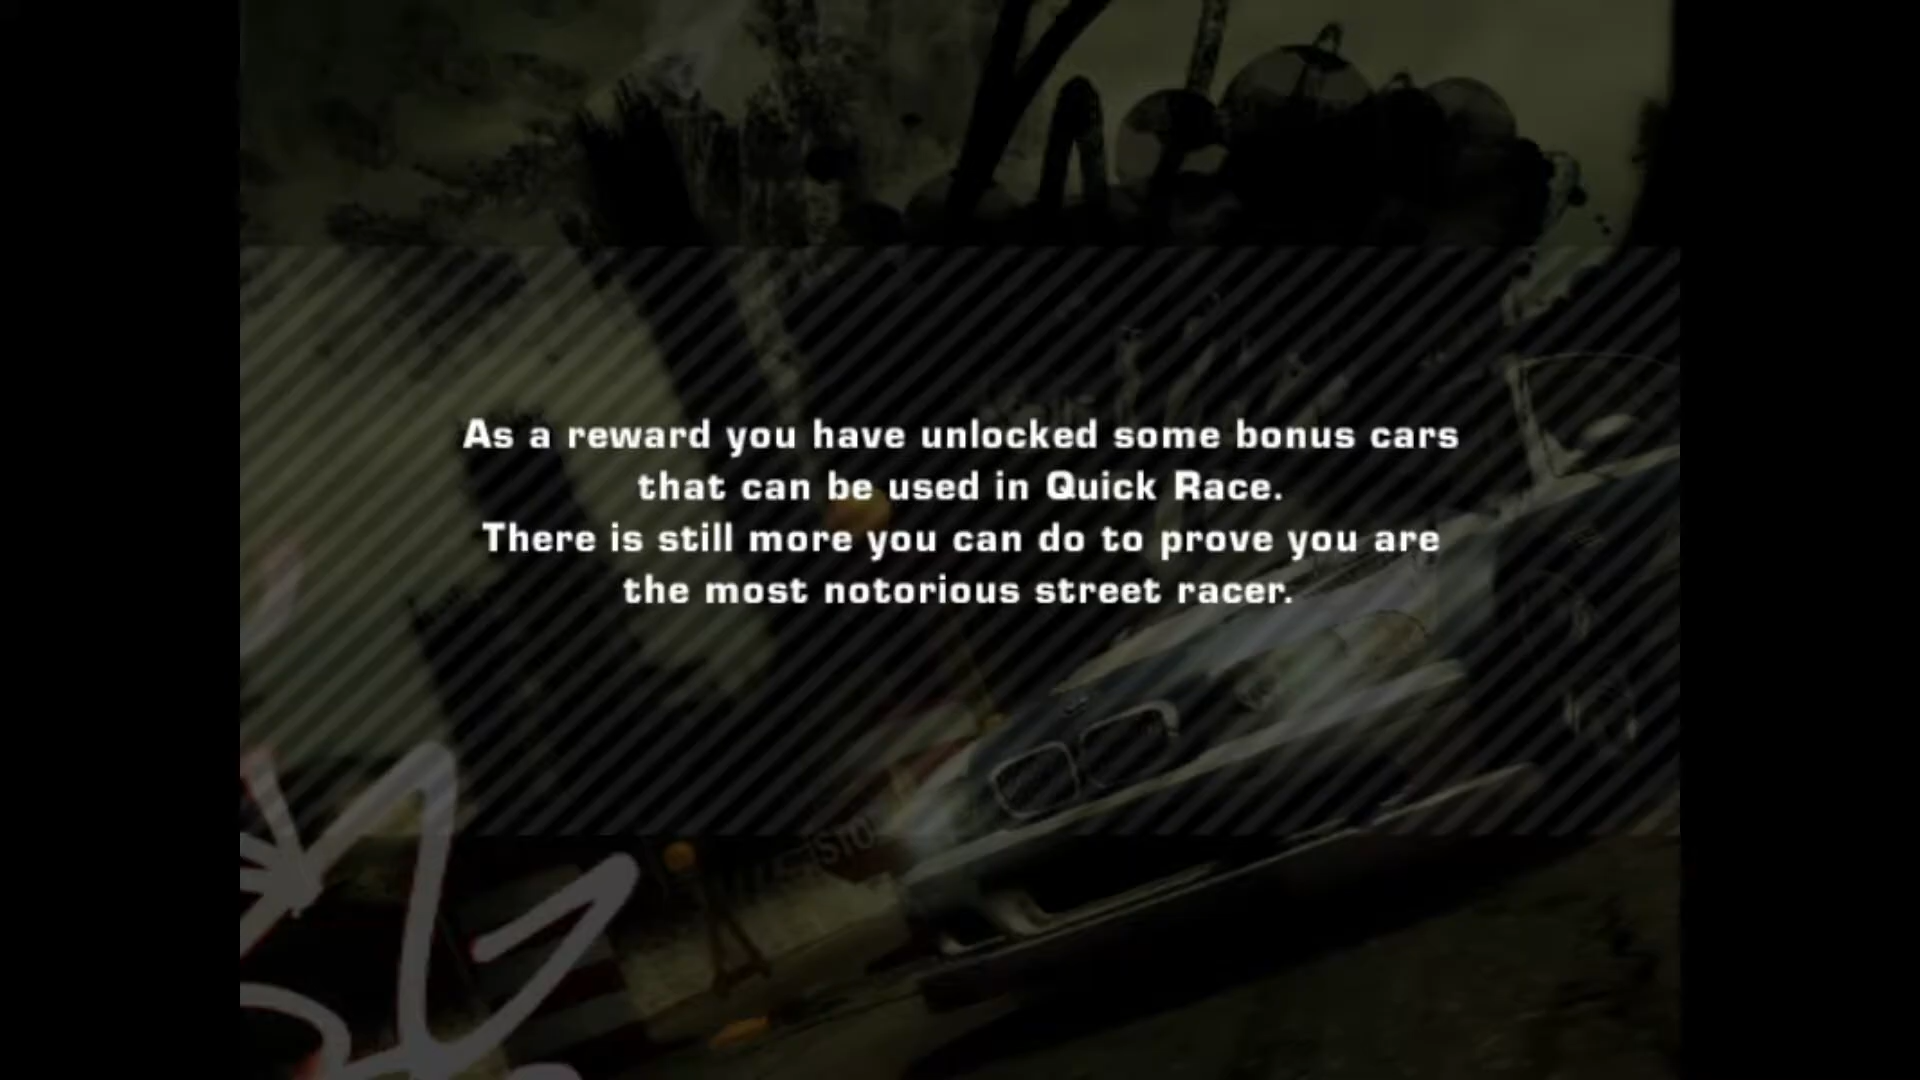 As a reward you have unlocked some bonus cars
that can be used in Quick Race.
There is still more you can do to prove you are
the most notorious street racer.